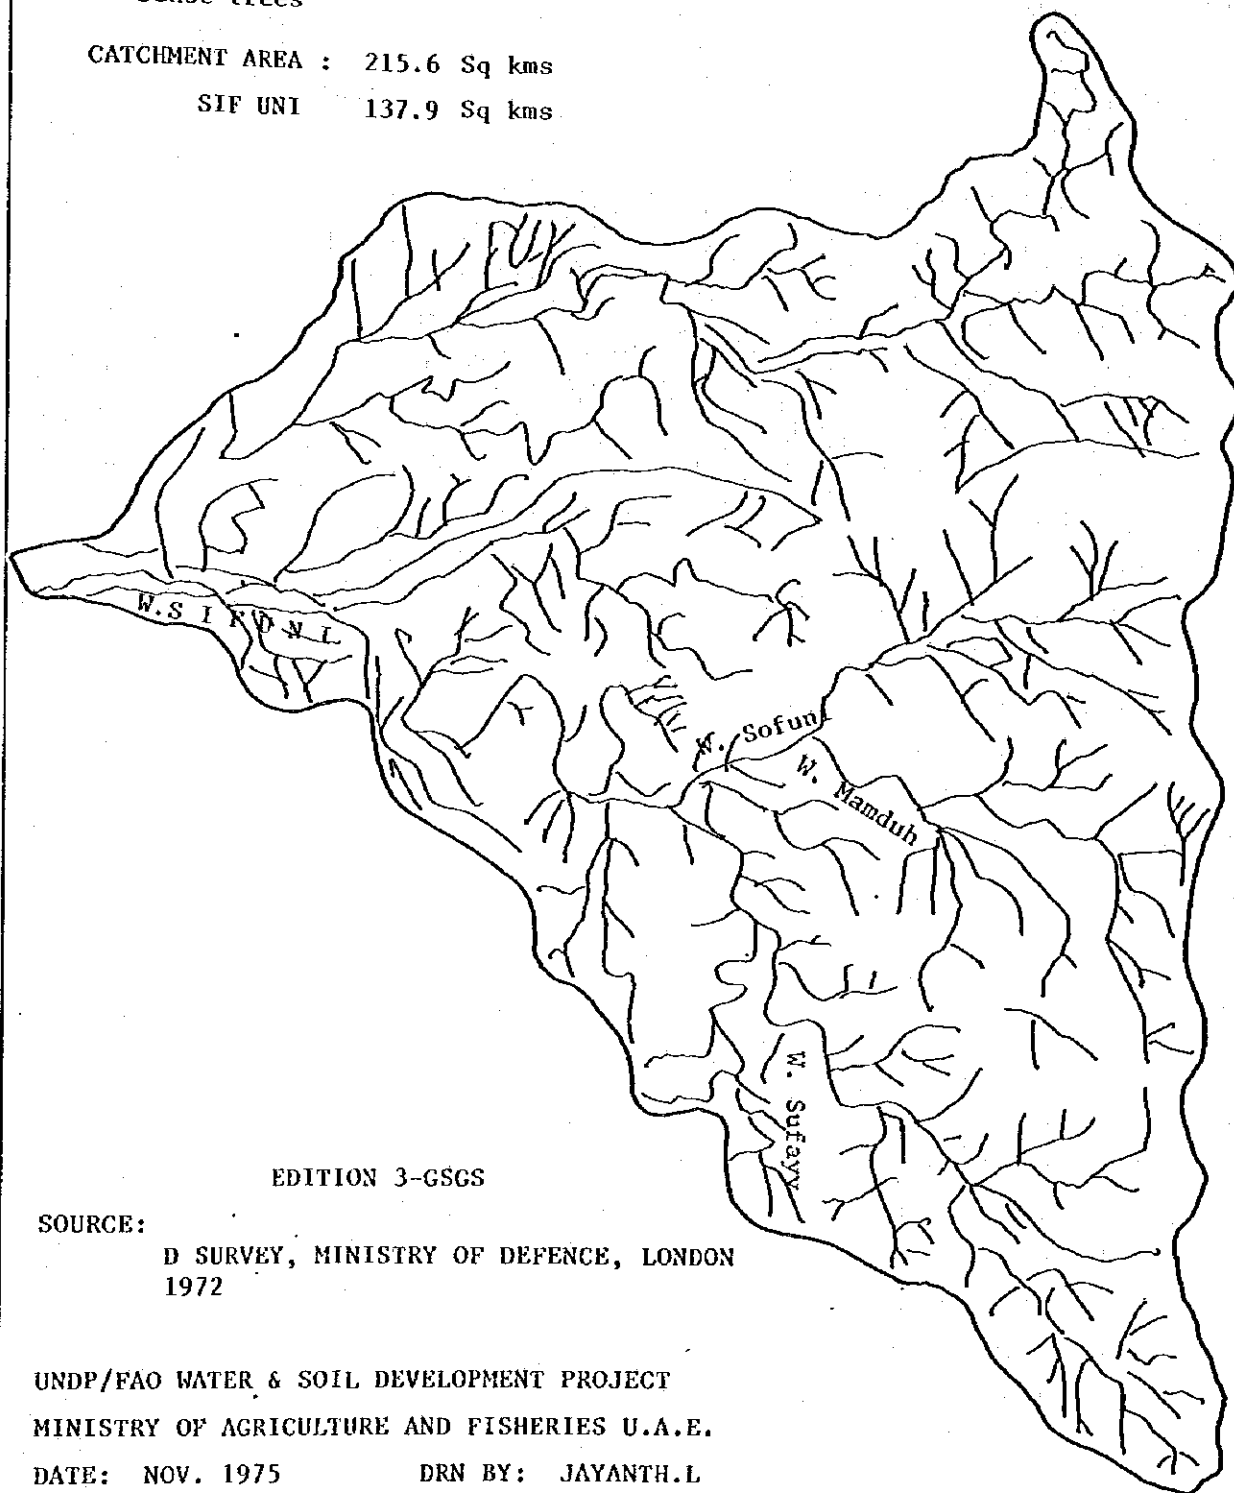 CATCHMENT AREA : 215.6 Sq kms
SIF UNI 137.9 Sq kms
W. Sofuni
W. Mamduh
W. Sufayy
EDITION 3-GSGS
SOURCE:
D SURVEY, MINISTRY OF DEFENCE, LONDON
1972
UNDP/FAO WATER & SOIL DEVELOPMENT PROJECT
MINISTRY OF AGRICULTURE AND FISHERIES U.A.E.
DATE: NOV. 1975 DRN BY: JAYANTH.L